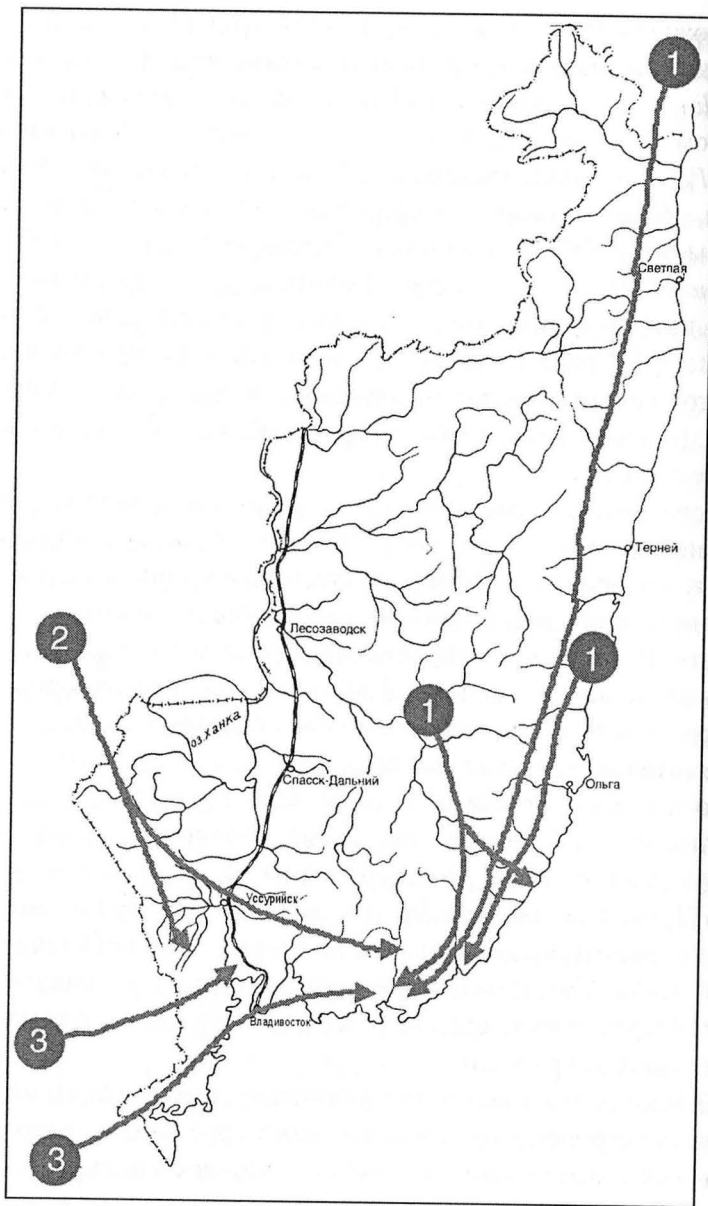 1
Светлая
Терней
2
Лесозаводск
1
1
оз. Ханка
Спасск-Дальний
Ольга
Уссурийск
3
Владивосток
3